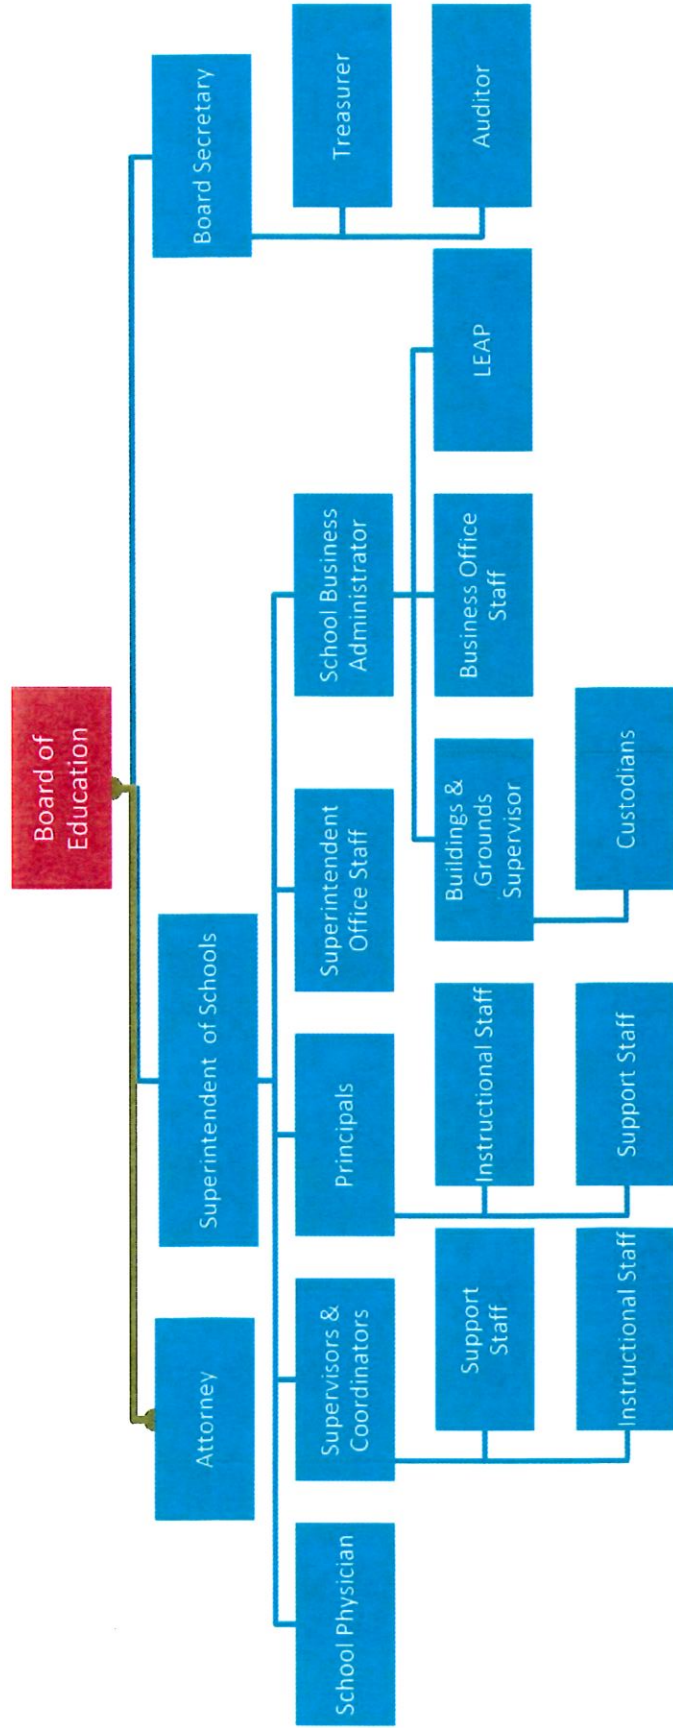 Board of
Education
Attorney
Superintendent of Schools
Board Secretary
School Physician
Supervisors &
Coordinators
Principals
Superintendent
Office Staff
School Business
Administrator
Treasurer
Support
Staff
Instructional Staff
Buildings &
Grounds
Supervisor
Business Office
Staff
LEAP
Auditor
Instructional Staff
Support Staff
Custodians